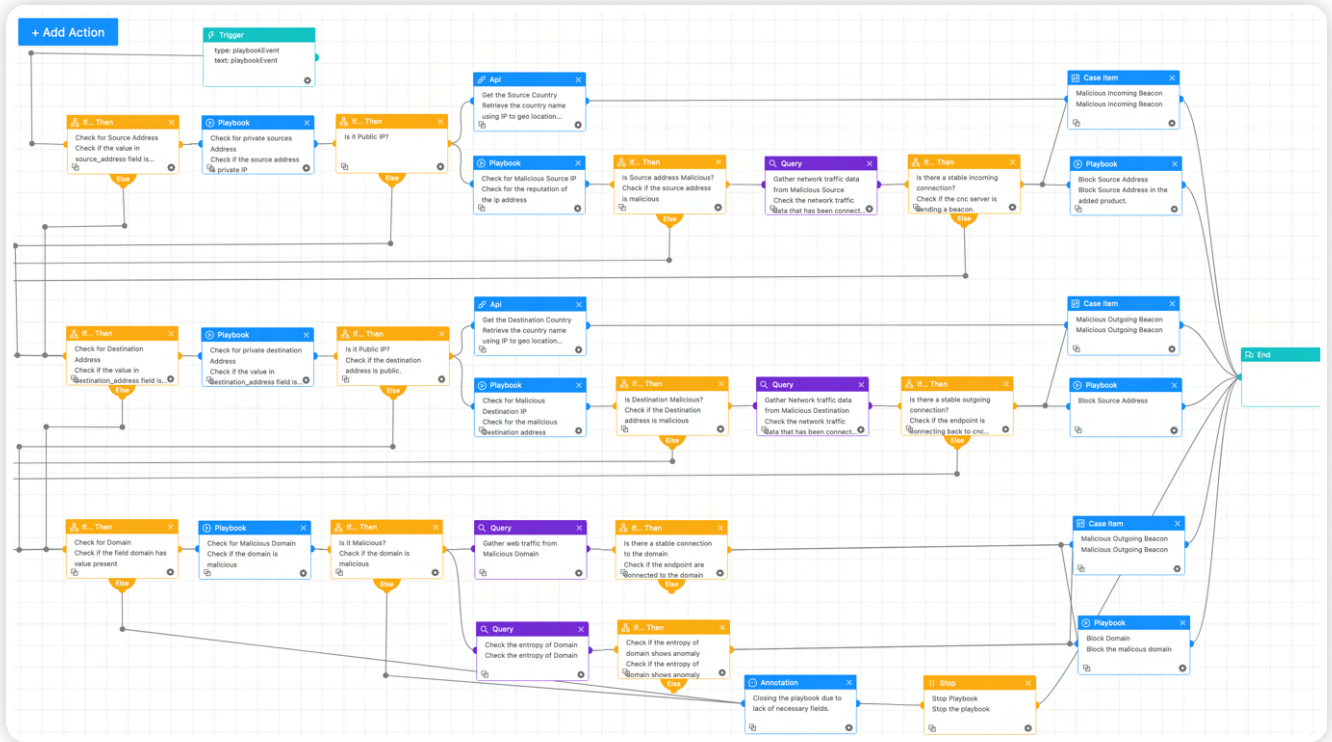 + Add Action
Trigger
type: playbookEvent
text: playbookEvent
If... Then
Check for Source Address
Check if the value in
source_address field is...
Else
Playbook
Check for private sources
Address
Check if the source address
a private IP
If... Then
Is it Public IP?
Else
Api
Get the Source Country
Retrieve the country name
using IP to geo location...
Playbook
Check for Malicious Source IP
Check for the reputation of
the ip address
If... Then
Is Source address Malicious?
Check if the source address
is malicious
Else
Query
Gather network traffic data
from Malicious Source
Check the network traffic
data that has been connect...
If... Then
Is there a stable incoming
connection?
Check if the cnc server is
sending a beacon.
Else
Case Item
Malicious Incoming Beacon
Malicious Incoming Beacon
Playbook
Block Source Address
Block Source Address in the
added product.
If... Then
Check for Destination
Address
Check if the value in
destination_address field is...
Else
Playbook
Check for private destination
Address
Check if the value in
destination_address field is...
If... Then
Is it Public IP?
Check if the destination
address is public.
Else
Api
Get the Destination Country
Retrieve the country name
using IP to geo location...
Playbook
Check for Malicious
Destination IP
Check for the malicious
destination address
If... Then
Is Destination Malicious?
Check if the Destination
address is malicious
Else
Query
Gather Network traffic data
from Malicious Destination
Check the network traffic
data that has been connect...
If... Then
Is there a stable outgoing
connection?
Check if the endpoint is
connecting back to cnc...
Else
Case Item
Malicious Outgoing Beacon
Malicious Outgoing Beacon
Playbook
Block Source Address
End
If... Then
Check for Domain
Check if the field domain has
value present
Else
Playbook
Check for Malicious Domain
Check if the domain is
malicious
If... Then
Is it Malicious?
Check if the domain is
malicious
Else
Query
Gather web traffic from
Malicious Domain
If... Then
Is there a stable connection
to the domain
Check if the endpoint are
connected to the domain
Else
Case Item
Malicious Outgoing Beacon
Malicious Outgoing Beacon
Query
Check the entropy of Domain
Check the entropy of Domain
If... Then
Check if the entropy of
domain shows anomaly
Check if the entropy of
domain shows anomaly
Else
Playbook
Block Domain
Block the malicous domain
Annotation
Closing the playbook due to
lack of necessary fields.
Stop
Stop Playbook
Stop the playbook